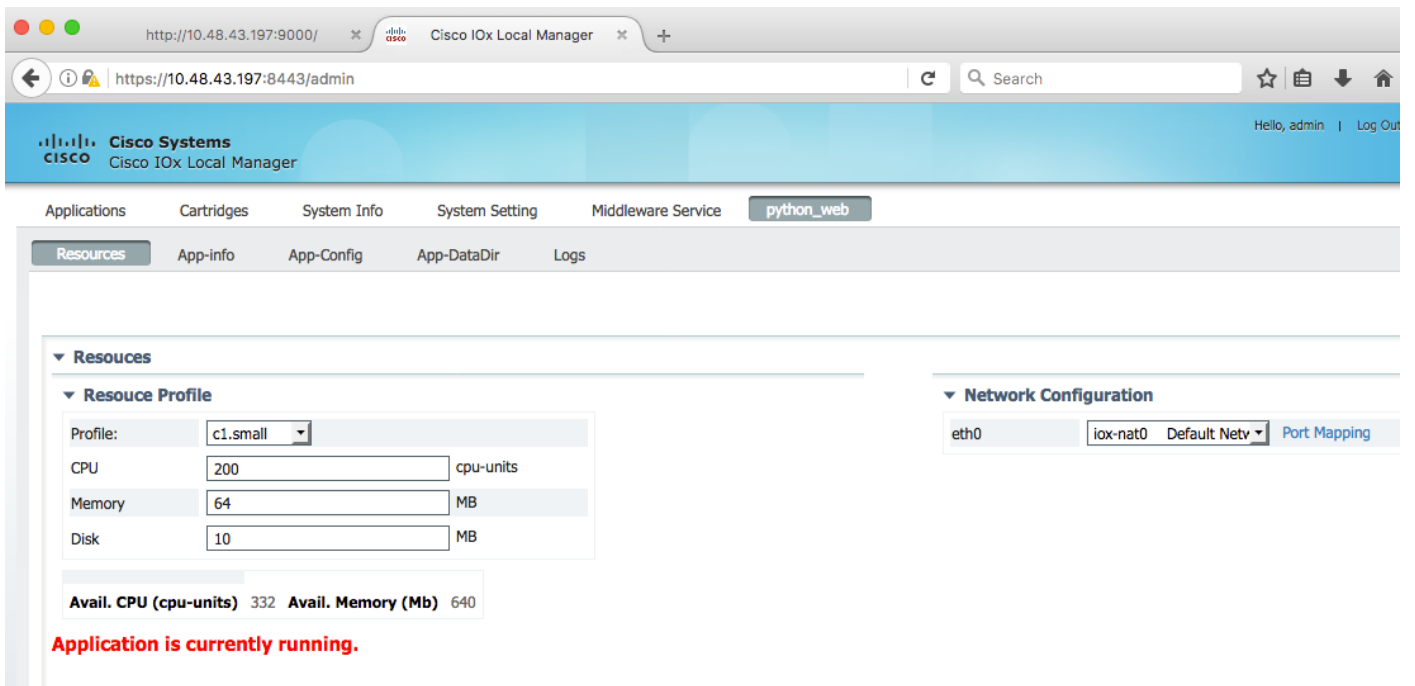 http://10.48.43.197:9000/ Cisco IOx Local Manager
https://10.48.43.197:8443/admin Search
Hello, admin | Log Out
Cisco Systems
CISCO Cisco IOx Local Manager
Applications Cartridges System Info System Setting Middleware Service python_web
Resources App-info App-Config App-DataDir Logs
Resouces
Resouce Profile
Profile: c1.small
CPU 200 cpu-units
Memory 64 MB
Disk 10 MB
Avail. CPU (cpu-units) 332 Avail. Memory (Mb) 640
Application is currently running.
Network Configuration
eth0 iox-nat0 Default Netw Port Mapping